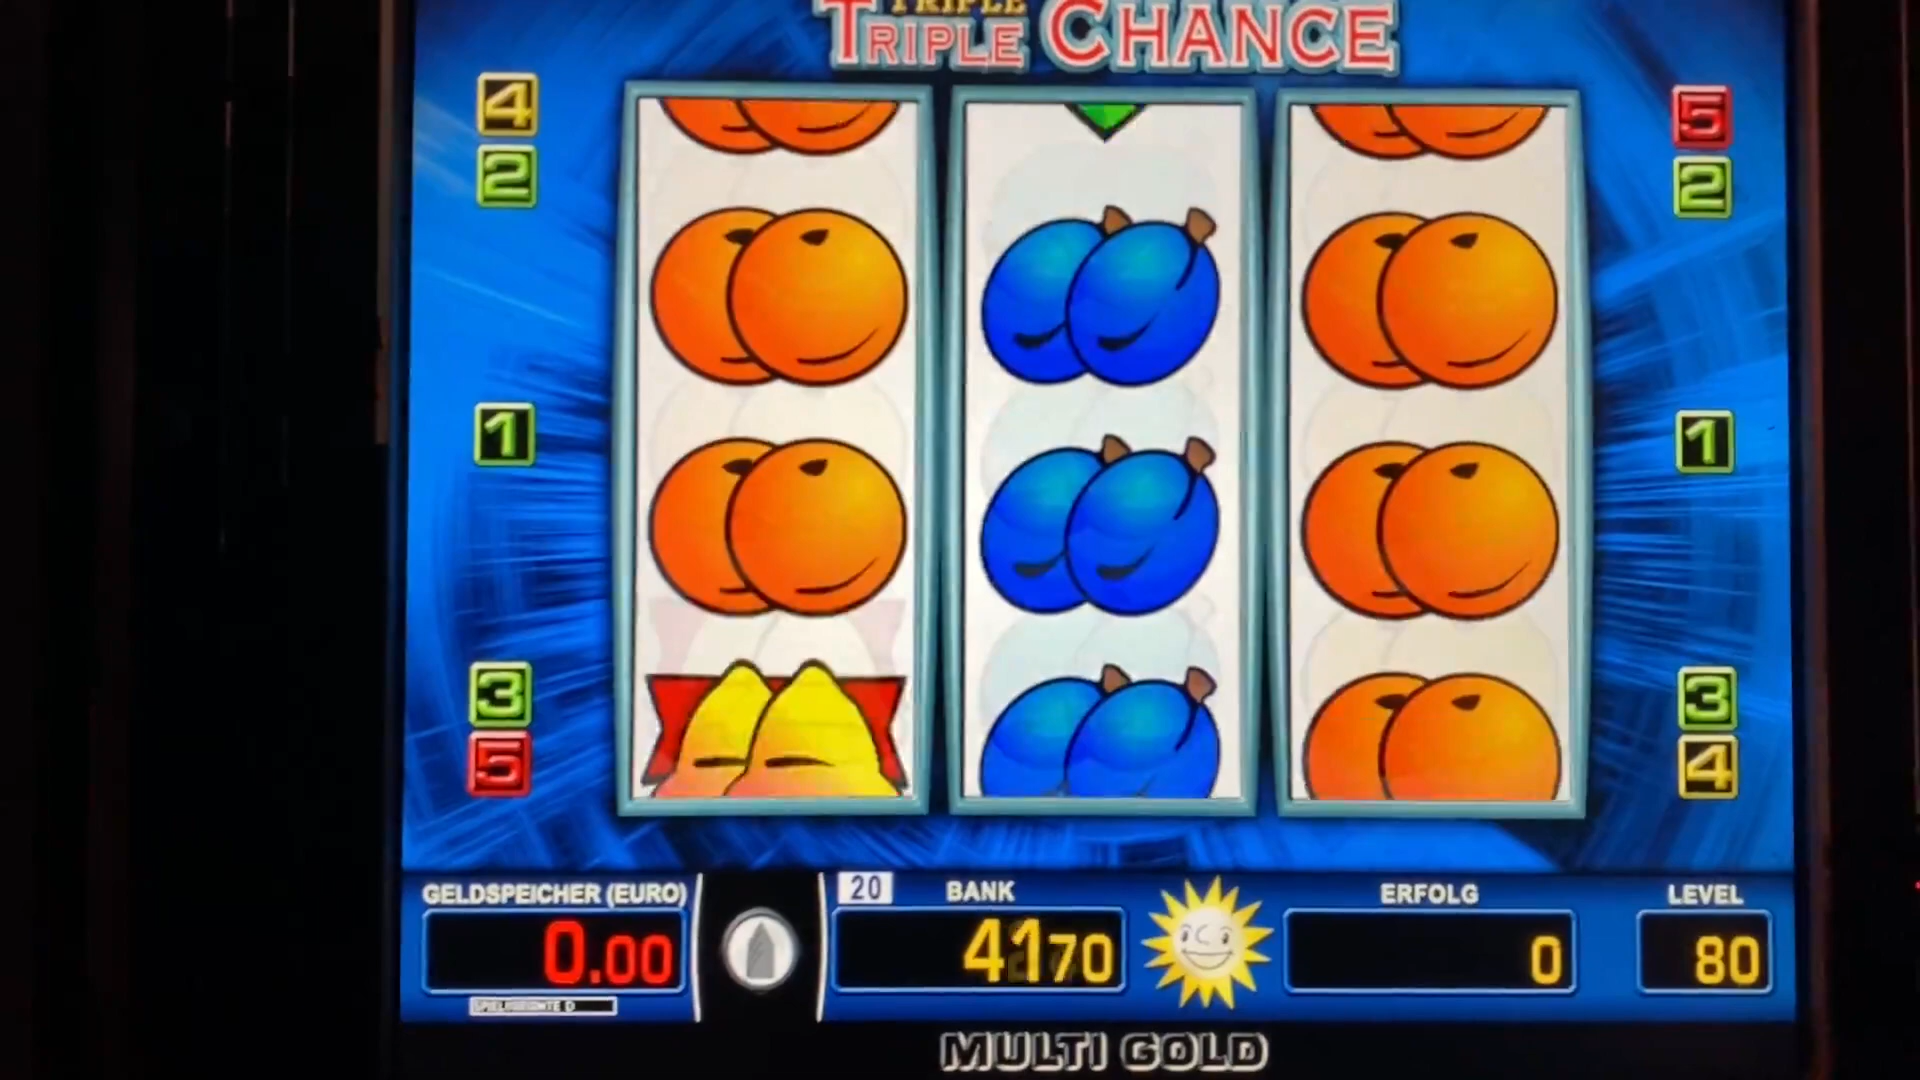 TRIPLE
TRIPLE CHANCE
4
5
2
2
1
1
3
3
5
4
GELDSPEICHER (EURO)
20
BANK
ERFOLG
LEVEL
0.00
4170
0
80
MULTI GOLD